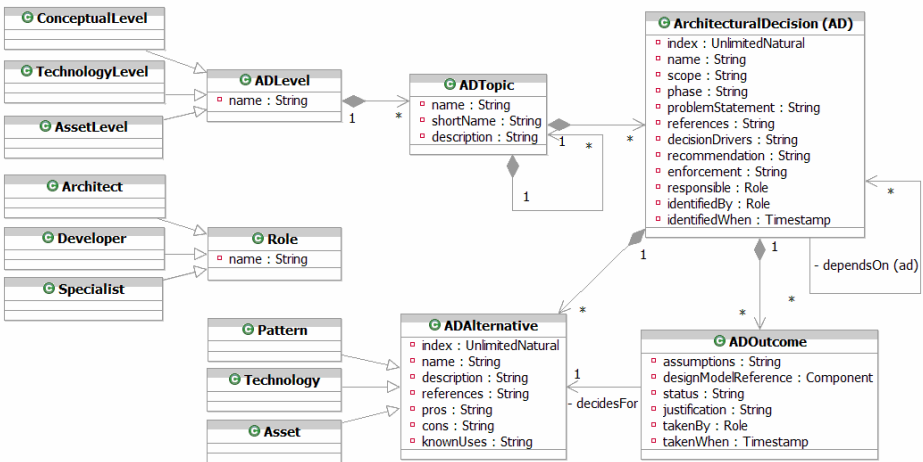 ConceptualLevel
TechnologyLevel
AssetLevel
ADLevel
name : String
1
*
ADTopic
name : String
shortName : String
description : String
1
*
1
*
ArchitecturalDecision (AD)
index : UnlimitedNatural
name : String
scope : String
phase : String
problemStatement : String
references : String
decisionDrivers : String
recommendation : String
enforcement : String
responsible : Role
identifiedBy : Role
identifiedWhen : Timestamp
*
- dependsOn (ad)
*
1
*
1
*
Architect
Developer
Specialist
Role
name : String
Pattern
Technology
Asset
ADAlternative
index : UnlimitedNatural
name : String
description : String
references : String
pros : String
cons : String
knownUses : String
1
- decidesFor
ADOutcome
assumptions : String
designModelReference : Component
status : String
justification : String
takenBy : Role
takenWhen : Timestamp